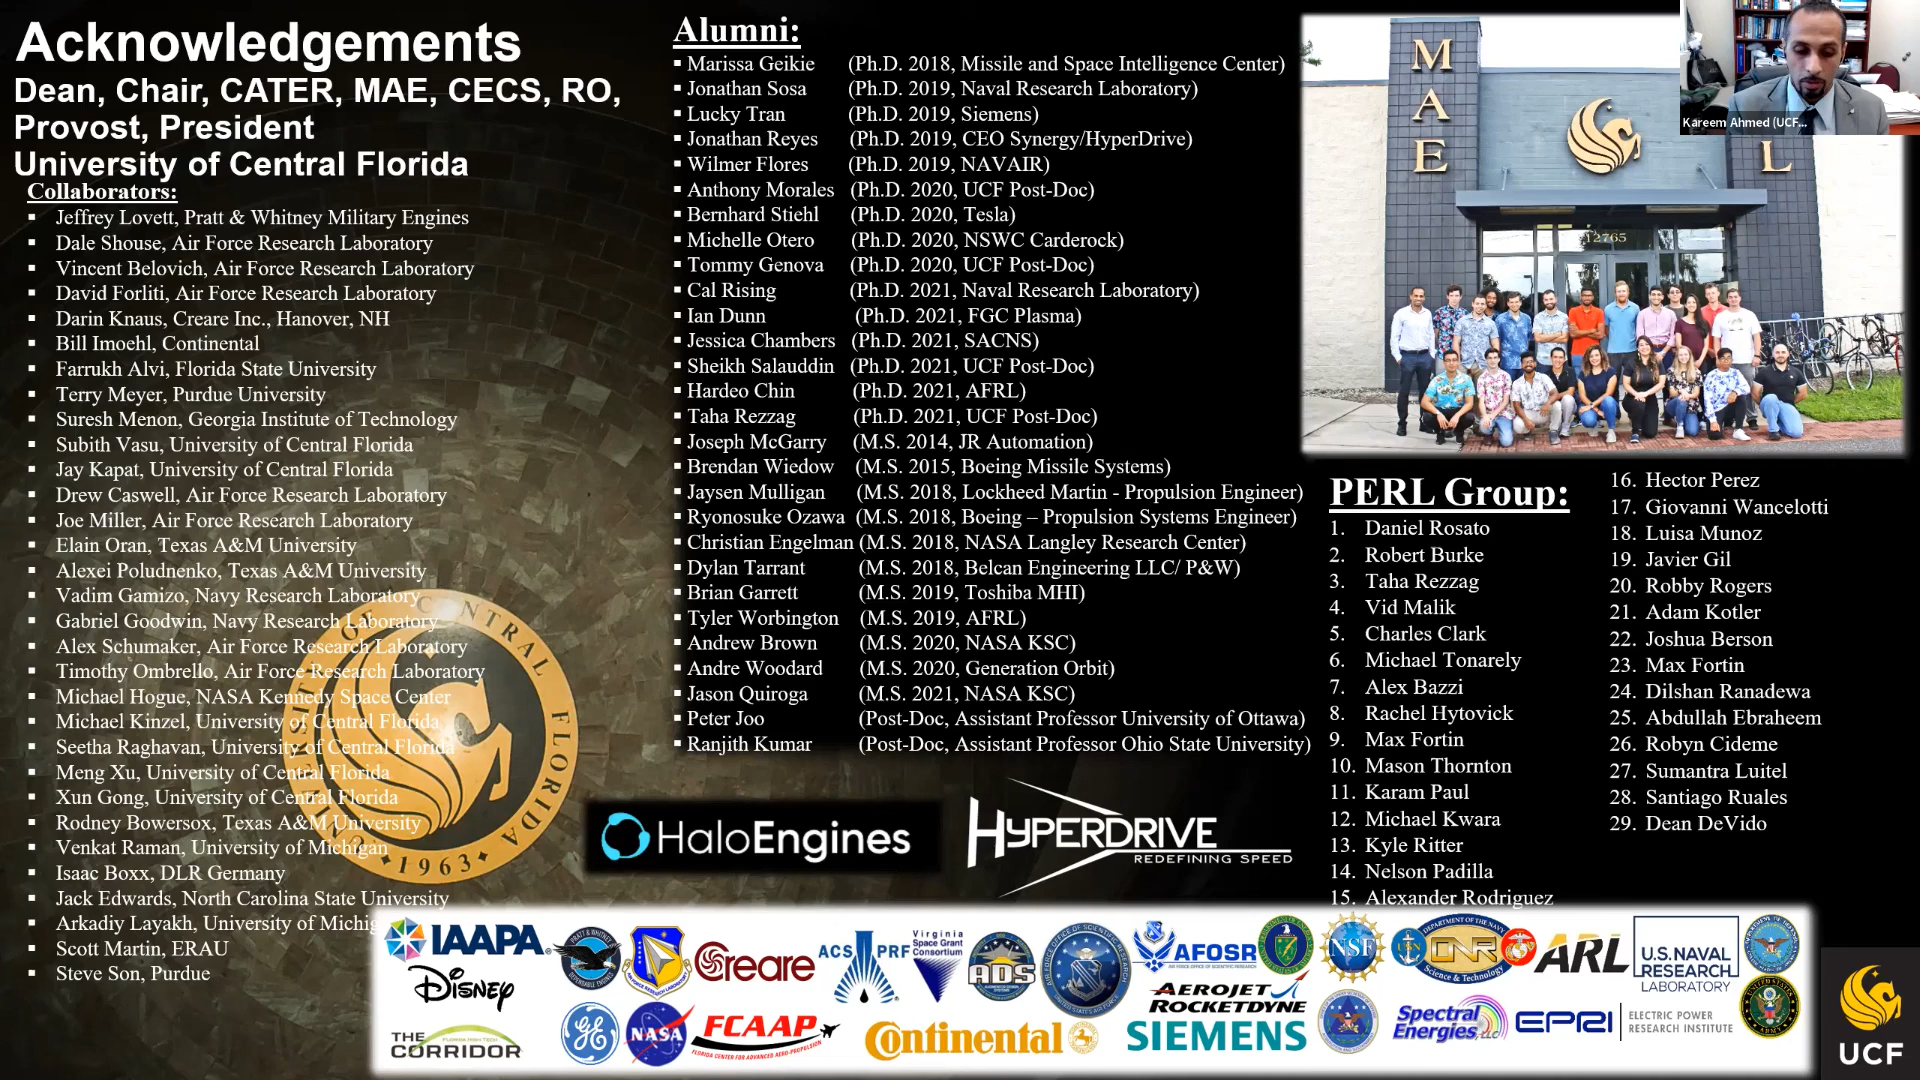 Acknowledgements
Dean, Chair, CATER, MAE, CECS, RO,
Provost, President
University of Central Florida
Collaborators:
▪ Jeffrey Lovett, Pratt & Whitney Military Engines
▪ Dale Shouse, Air Force Research Laboratory
▪ Vincent Belovich, Air Force Research Laboratory
▪ David Forliti, Air Force Research Laboratory
▪ Darin Knaus, Creare Inc., Hanover, NH
▪ Bill Imoehl, Continental
▪ Farrukh Alvi, Florida State University
▪ Terry Meyer, Purdue University
▪ Suresh Menon, Georgia Institute of Technology
▪ Subith Vasu, University of Central Florida
▪ Jay Kapat, University of Central Florida
▪ Drew Caswell, Air Force Research Laboratory
▪ Joe Miller, Air Force Research Laboratory
▪ Elain Oran, Texas A&M University
▪ Alexei Poludnenko, Texas A&M University
▪ Vadim Gamizo, Navy Research Laboratory
▪ Gabriel Goodwin, Navy Research Laboratory
▪ Alex Schumaker, Air Force Research Laboratory
▪ Timothy Ombrello, Air Force Research Laboratory
▪ Michael Hogue, NASA Kennedy Space Center
▪ Michael Kinzel, University of Central Florida
▪ Seetha Raghavan, University of Central Florida
▪ Meng Xu, University of Central Florida
▪ Xun Gong, University of Central Florida
▪ Rodney Bowersox, Texas A&M University
▪ Venkat Raman, University of Michigan
▪ Isaac Boxx, DLR Germany
▪ Jack Edwards, North Carolina State University
▪ Arkadiy Layakh, University of Michig
▪ Scott Martin, ERAU
▪ Steve Son, Purdue
1963
Alumni:
▪ Marissa Geikie (Ph.D. 2018, Missile and Space Intelligence Center)
▪ Jonathan Sosa (Ph.D. 2019, Naval Research Laboratory)
▪ Lucky Tran (Ph.D. 2019, Siemens)
▪ Jonathan Reyes (Ph.D. 2019, CEO Synergy/HyperDrive)
▪ Wilmer Flores (Ph.D. 2019, NAVAIR)
▪ Anthony Morales (Ph.D. 2020, UCF Post-Doc)
▪ Bernhard Stiehl (Ph.D. 2020, Tesla)
▪ Michelle Otero (Ph.D. 2020, NSWC Carderock)
▪ Tommy Genova (Ph.D. 2020, UCF Post-Doc)
▪ Cal Rising (Ph.D. 2021, Naval Research Laboratory)
▪ Ian Dunn (Ph.D. 2021, FGC Plasma)
▪ Jessica Chambers (Ph.D. 2021, SACNS)
▪ Sheikh Salauddin (Ph.D. 2021, UCF Post-Doc)
▪ Hardeo Chin (Ph.D. 2021, AFRL)
▪ Taha Rezzag (Ph.D. 2021, UCF Post-Doc)
▪ Joseph McGarry (M.S. 2014, JR Automation)
▪ Brendan Wiedow (M.S. 2015, Boeing Missile Systems)
▪ Jaysen Mulligan (M.S. 2018, Lockheed Martin - Propulsion Engineer)
▪ Ryonosuke Ozawa (M.S. 2018, Boeing – Propulsion Systems Engineer)
▪ Christian Engelman (M.S. 2018, NASA Langley Research Center)
▪ Dylan Tarrant (M.S. 2018, Belcan Engineering LLC/ P&W)
▪ Brian Garrett (M.S. 2019, Toshiba MHI)
▪ Tyler Worbington (M.S. 2019, AFRL)
▪ Andrew Brown (M.S. 2020, NASA KSC)
▪ Andre Woodard (M.S. 2020, Generation Orbit)
▪ Jason Quiroga (M.S. 2021, NASA KSC)
▪ Peter Joo (Post-Doc, Assistant Professor University of Ottawa)
▪ Ranjith Kumar (Post-Doc, Assistant Professor Ohio State University)
HaloEngines
HYPERDRIVE
REDEFINING SPEED
MAE
L
12765
Kareem Ahmed (UCF...
PERL Group:
1. Daniel Rosato
2. Robert Burke
3. Taha Rezzag
4. Vid Malik
5. Charles Clark
6. Michael Tonarely
7. Alex Bazzi
8. Rachel Hytovick
9. Max Fortin
10. Mason Thornton
11. Karam Paul
12. Michael Kwara
13. Kyle Ritter
14. Nelson Padilla
15. Alexander Rodriguez
16. Hector Perez
17. Giovanni Wancelotti
18. Luisa Munoz
19. Javier Gil
20. Robby Rogers
21. Adam Kotler
22. Joshua Berson
23. Max Fortin
24. Dilshan Ranadewa
25. Abdullah Ebraheem
26. Robyn Cideme
27. Sumantra Luitel
28. Santiago Ruales
29. Dean DeVido
IAAPA
PRATT & WHITNEY
Creare
ACS PRF
Virginia
Space Grant
Consortium
ADS
AFOSR
NSF
DEPARTMENT OF THE NAVY
ONR
Science & Technology
ARL
U.S. NAVAL
RESEARCH
LABORATORY
Disney
AEROJET
ROCKETDYNE
THE
FLORIDA HIGH TECH
CORRIDOR
GE
NASA
FCAAP
FLORIDA CENTER FOR ADVANCED AERO-PROPULSION
Continental
SIEMENS
Spectral
Energies, LLC
EPRI
ELECTRIC POWER
RESEARCH INSTITUTE
UCF